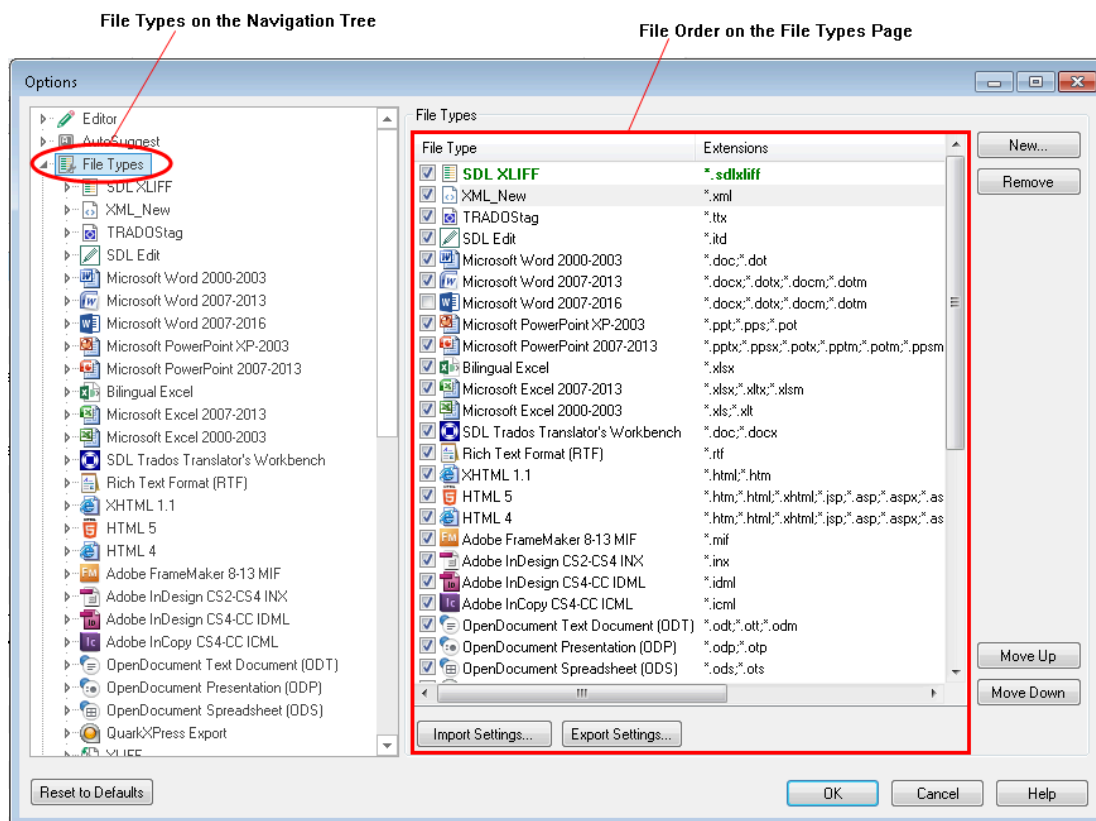 File Types on the Navigation Tree
File Order on the File Types Page
Options
Editor
AutoSuggest
File Types
SDL XLIFF
XML_New
TRADOStag
SDL Edit
Microsoft Word 2000-2003
Microsoft Word 2007-2013
Microsoft Word 2007-2016
Microsoft PowerPoint XP-2003
Microsoft PowerPoint 2007-2013
Bilingual Excel
Microsoft Excel 2007-2013
Microsoft Excel 2000-2003
SDL Trados Translator's Workbench
Rich Text Format (RTF)
XHTML 1.1
HTML 5
HTML 4
Adobe FrameMaker 8-13 MIF
Adobe InDesign CS2-CS4 INX
Adobe InDesign CS4-CC IDML
Adobe InCopy CS4-CC ICML
OpenDocument Text Document (ODT)
OpenDocument Presentation (ODP)
OpenDocument Spreadsheet (ODS)
QuarkXPress Export
XLIFF
File Types
File Type Extensions
SDL XLIFF *.sdlxliff
XML_New *.xml
TRADOStag *.ttx
SDL Edit *.itd
Microsoft Word 2000-2003 *.doc;*.dot
Microsoft Word 2007-2013 *.docx;*.dotx;*.docm;*.dotm
Microsoft Word 2007-2016 *.docx;*.dotx;*.docm;*.dotm
Microsoft PowerPoint XP-2003 *.ppt;*.pps;*.pot
Microsoft PowerPoint 2007-2013 *.pptx;*.ppsx;*.potx;*.pptm;*.potm;*.ppsm
Bilingual Excel *.xlsx
Microsoft Excel 2007-2013 *.xlsx;*.xltx;*.xlsm
Microsoft Excel 2000-2003 *.xls;*.xlt
SDL Trados Translator's Workbench *.doc;*.docx
Rich Text Format (RTF) *.rtf
XHTML 1.1 *.html;*.htm
HTML 5 *.htm;*.html;*.xhtml;*.jsp;*.asp;*.aspx;*.as
HTML 4 *.htm;*.html;*.xhtml;*.jsp;*.asp;*.aspx;*.as
Adobe FrameMaker 8-13 MIF *.mif
Adobe InDesign CS2-CS4 INX *.inx
Adobe InDesign CS4-CC IDML *.idml
Adobe InCopy CS4-CC ICML *.icml
OpenDocument Text Document (ODT) *.odt;*.ott;*.odm
OpenDocument Presentation (ODP) *.odp;*.otp
OpenDocument Spreadsheet (ODS) *.ods;*.ots
Import Settings... Export Settings...
New...
Remove
Move Up
Move Down
Reset to Defaults
OK Cancel Help